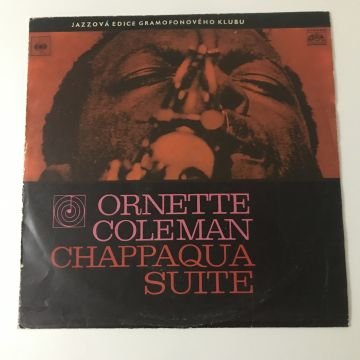 JAZZOVÁ EDICE GRAMOFONOVÉHO KLUBU
ORNETTE
COLEMAN
CHAPPAQUA
SUITE